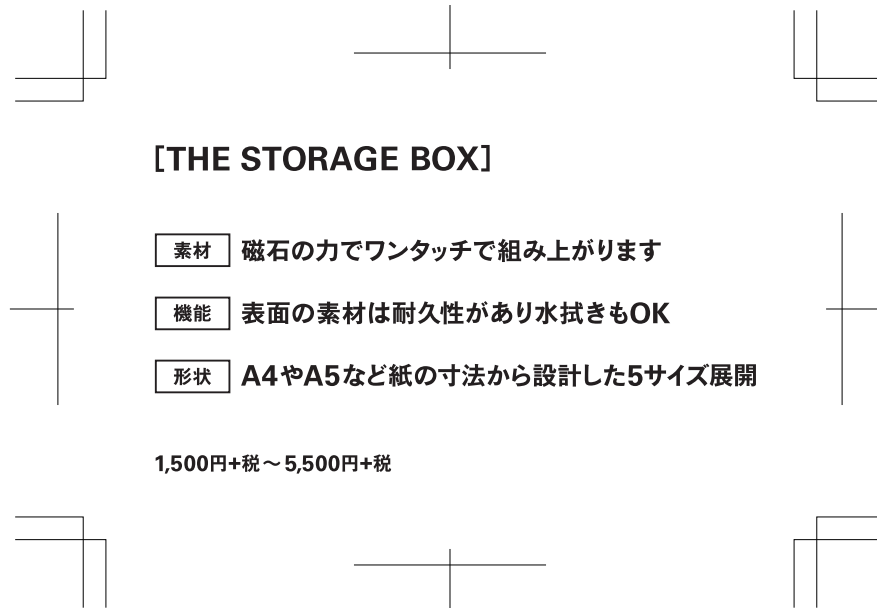 [THE STORAGE BOX]
素材 磁石の力でワンタッチで組み上がります
機能 表面の素材は耐久性があり水拭きもOK
形状 A4やA5など紙の寸法から設計した5サイズ展開
1,500円+税～5,500円+税